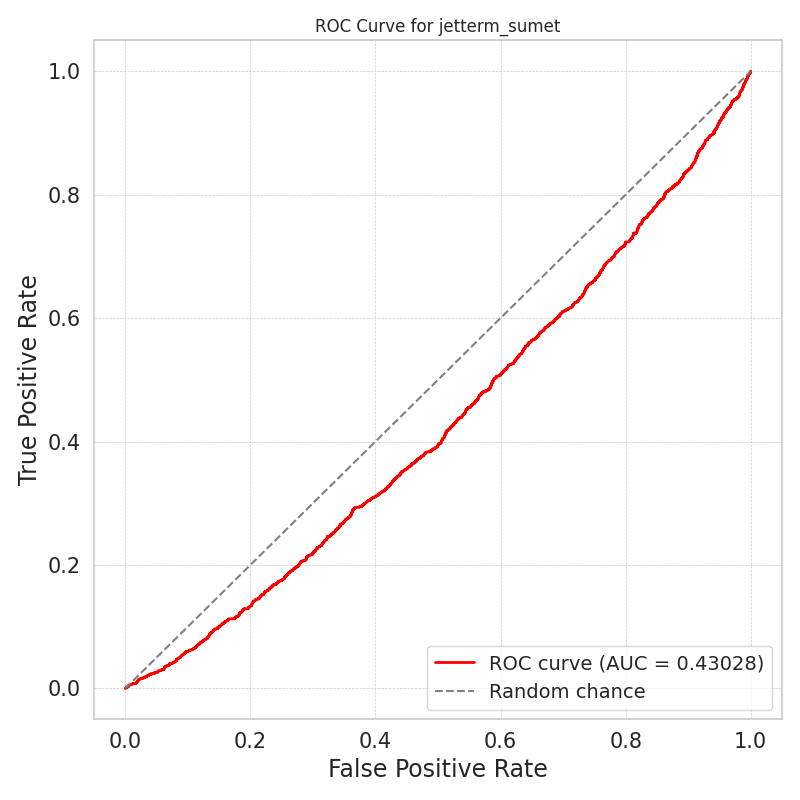 ROC Curve for jetterm_sumet
1.0
0.8
0.6
0.4
0.2
0.0
True Positive Rate
ROC curve (AUC = 0.43028)
Random chance
0.0 0.2 0.4 0.6 0.8 1.0
False Positive Rate